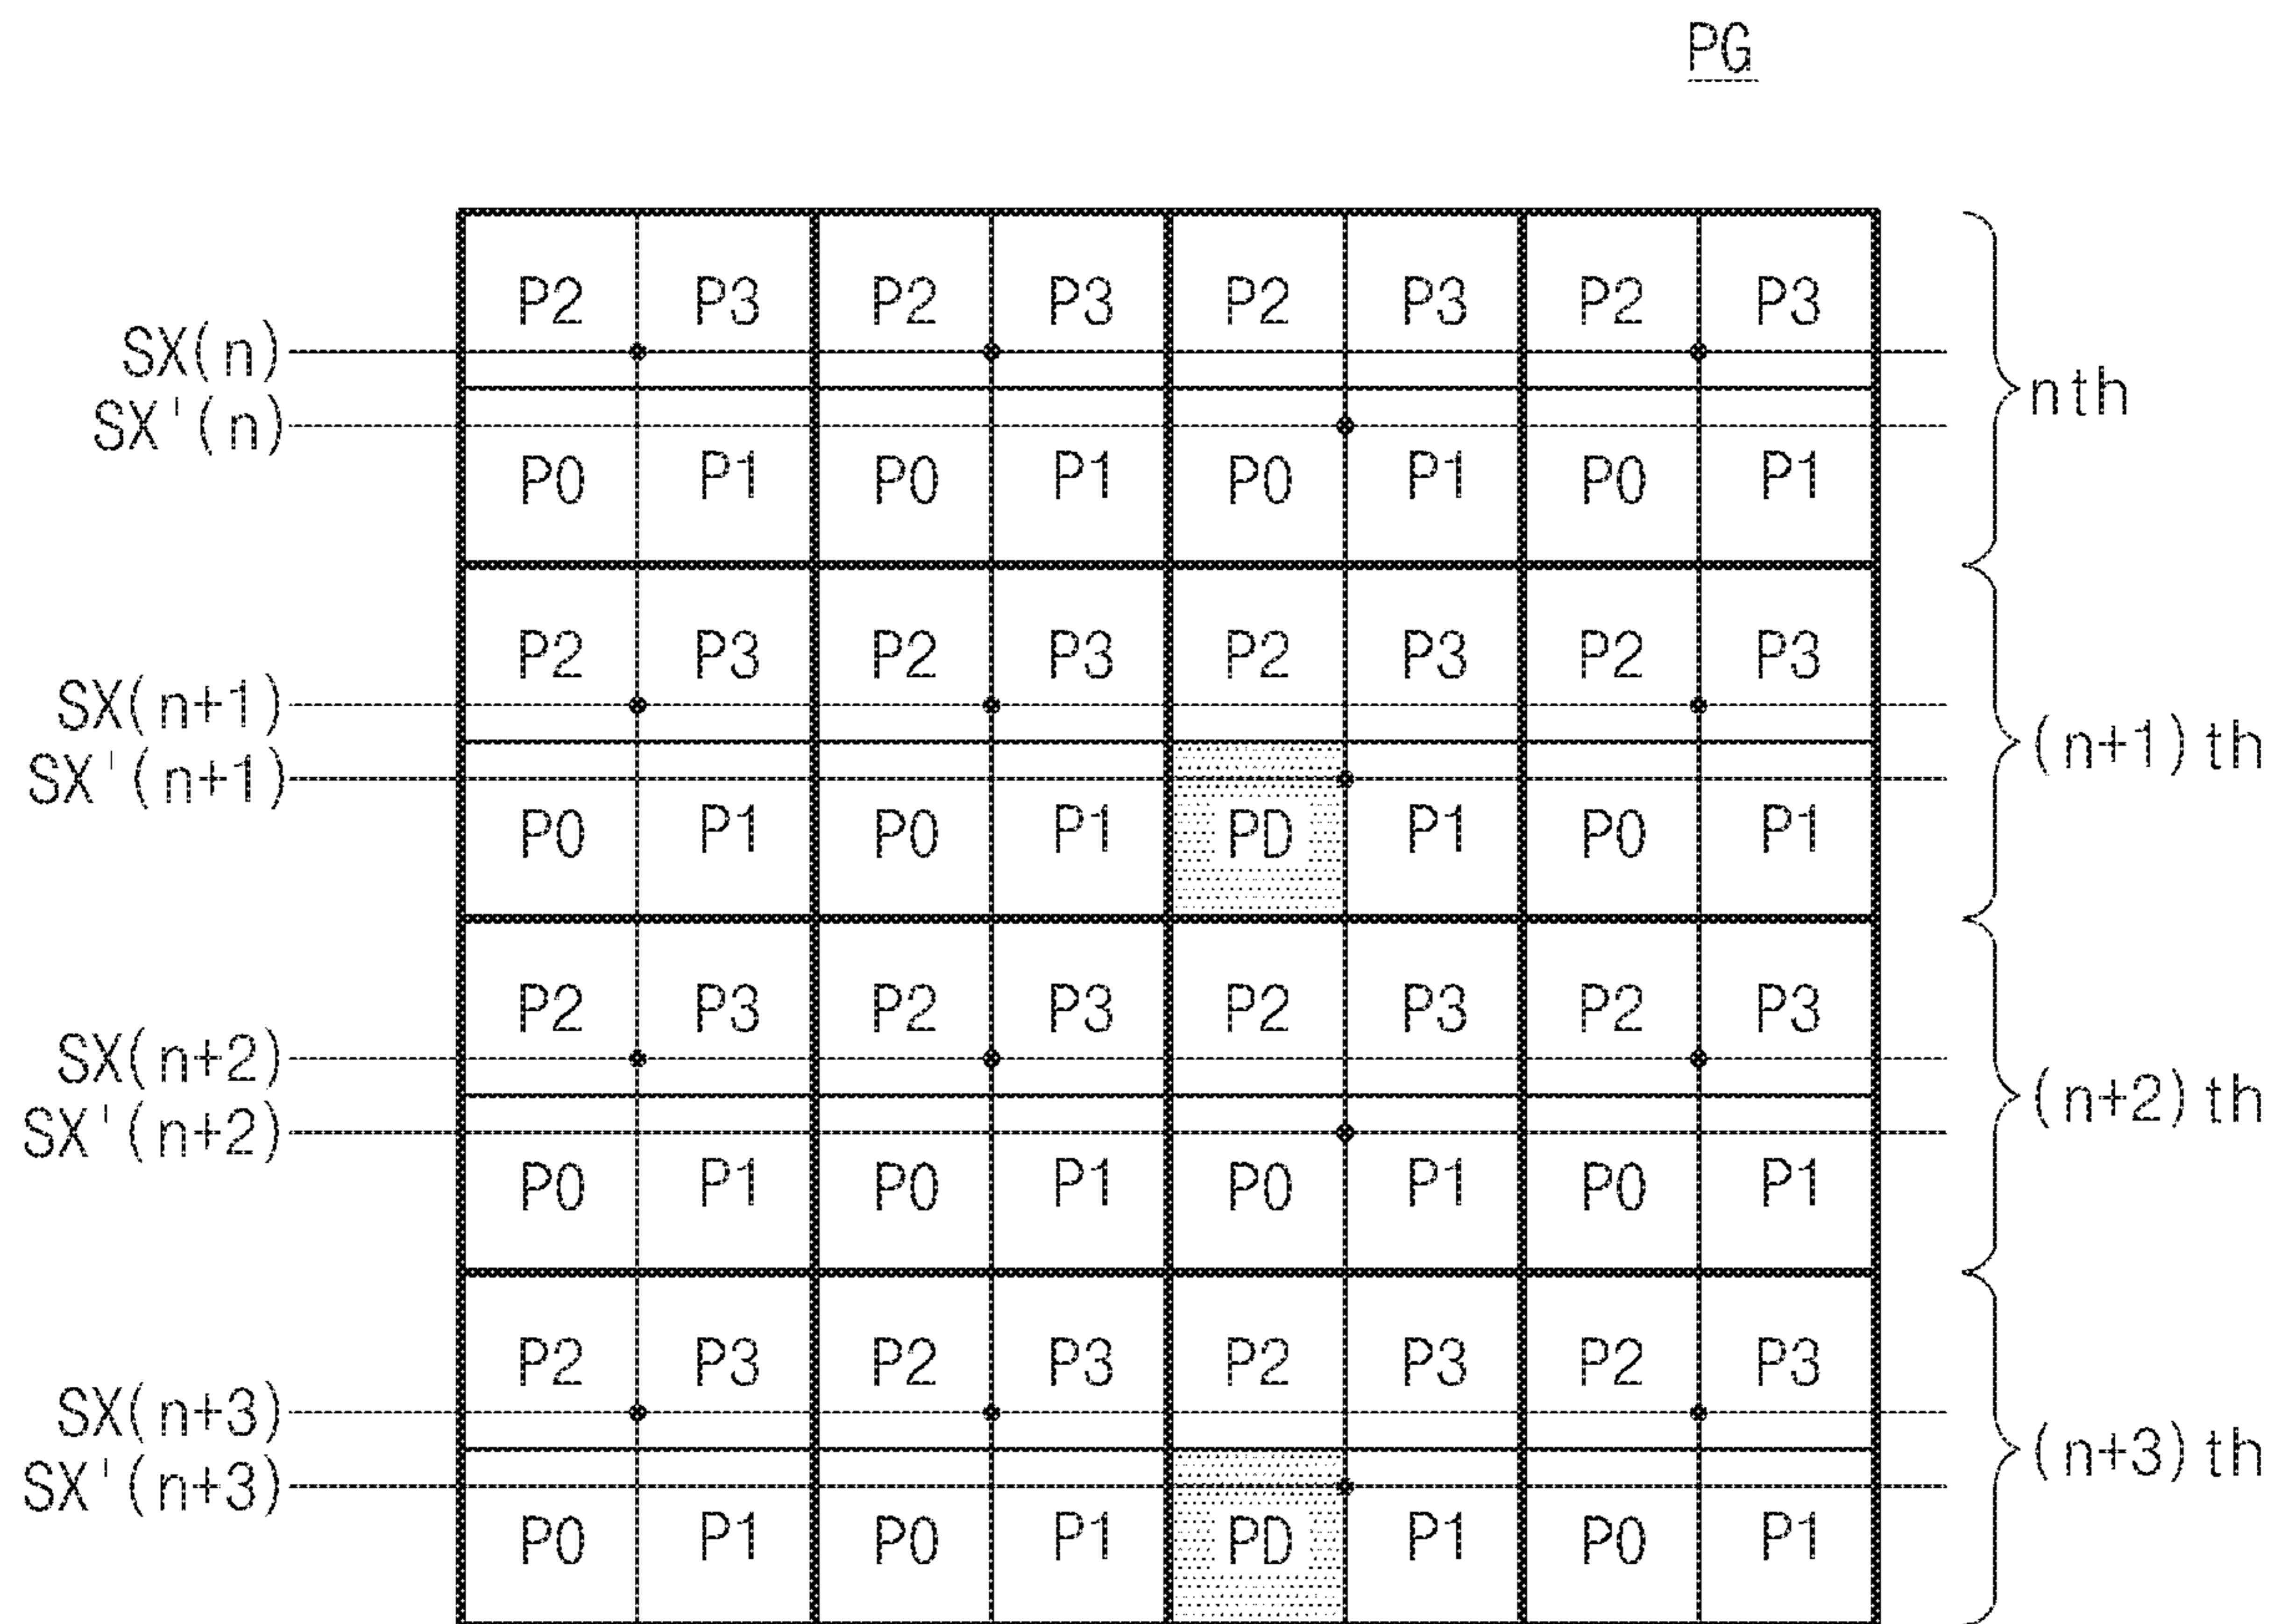 PG
P2 P3 P2 P3 P2 P3 P2 P3
SX(n)
nth
SX'(n)
P0 P1 P0 P1 P0 P1 P0 P1
P2 P3 P2 P3 P2 P3 P2 P3
SX(n+1)
(n+1)th
SX'(n+1)
P0 P1 P0 P1 PD P1 P0 P1
P2 P3 P2 P3 P2 P3 P2 P3
SX(n+2)
(n+2)th
SX'(n+2)
P0 P1 P0 P1 P0 P1 P0 P1
P2 P3 P2 P3 P2 P3 P2 P3
SX(n+3)
(n+3)th
SX'(n+3)
P0 P1 P0 P1 PD P1 P0 P1